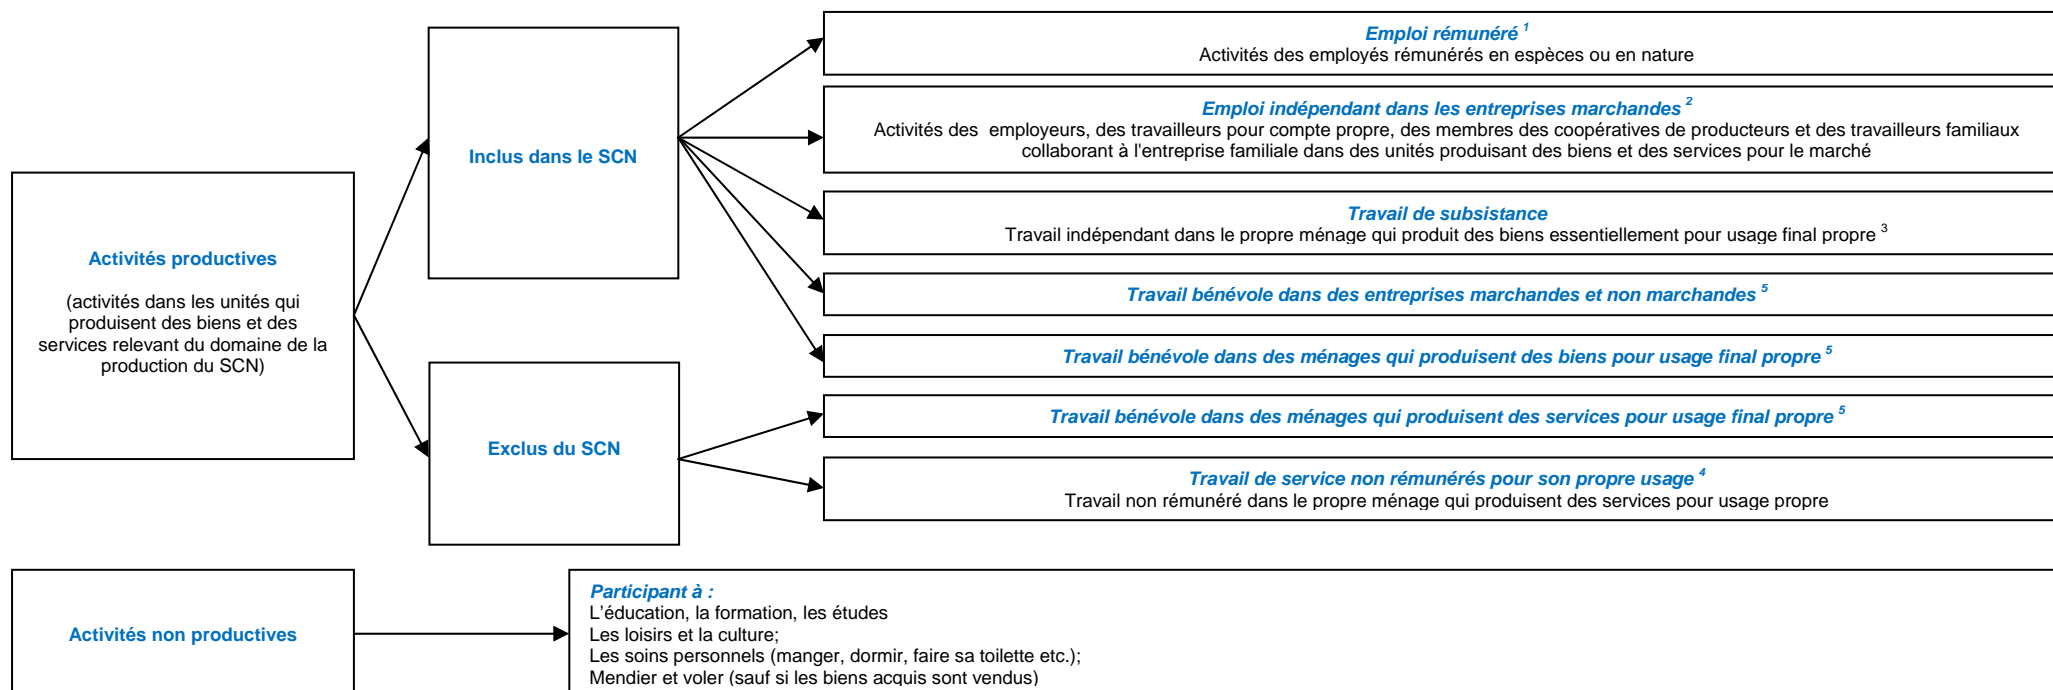 Activités productives
(activités dans les unités qui
produisent des biens et des
services relevant du domaine de la
production du SCN)
Inclus dans le SCN
Emploi rémunéré 1
Activités des employés rémunérés en espèces ou en nature
Emploi indépendant dans les entreprises marchandes 2
Activités des employeurs, des travailleurs pour compte propre, des membres des coopératives de producteurs et des travailleurs familiaux
collaborant à l'entreprise familiale dans des unités produisant des biens et des services pour le marché
Travail de subsistance
Travail indépendant dans le propre ménage qui produit des biens essentiellement pour usage final propre 3
Travail bénévole dans des entreprises marchandes et non marchandes 5
Travail bénévole dans des ménages qui produisent des biens pour usage final propre 5
Exclus du SCN
Travail bénévole dans des ménages qui produisent des services pour usage final propre 5
Travail de service non rémunérés pour son propre usage 4
Travail non rémunéré dans le propre ménage qui produisent des services pour usage propre
Activités non productives
Participant à :
L'éducation, la formation, les études
Les loisirs et la culture;
Les soins personnels (manger, dormir, faire sa toilette etc.);
Mendier et voler (sauf si les biens acquis sont vendus)